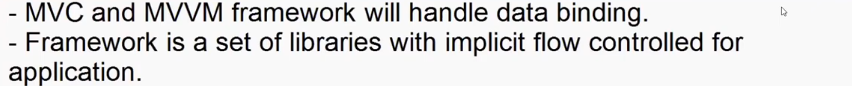 - MVC and MVVM framework will handle data binding.
- Framework is a set of libraries with implicit flow controlled for
application.